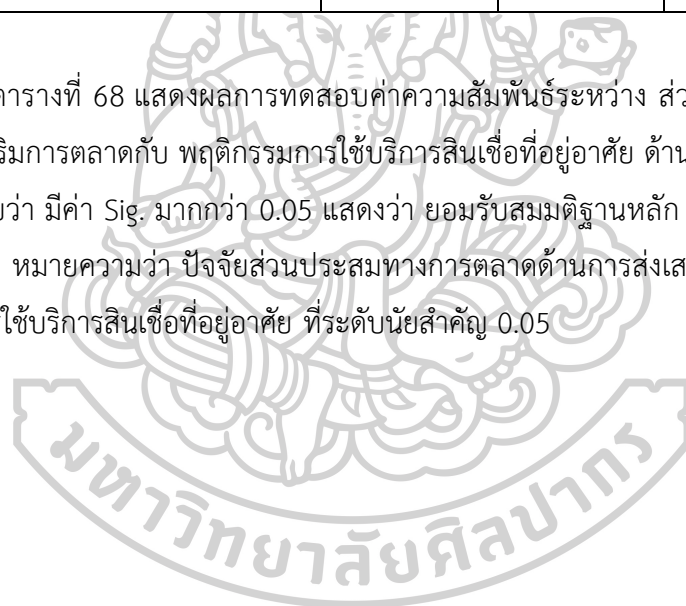 ตารางที่ 68 แสดงผลการทดสอบค่าความสัมพันธ์ระหว่าง ส่ว
ริมการตลาดกับ พฤติกรรมการใช้บริการสินเชื่อที่อยู่อาศัย ด้าน
ว่า มีค่า Sig. มากกว่า 0.05 แสดงว่า ยอมรับสมมติฐานหลัก
หมายความว่า ปัจจัยส่วนประสมทางการตลาดด้านการส่งเส
ใช้บริการสินเชื่อที่อยู่อาศัย ที่ระดับนัยสำคัญ 0.05
มหาวิทยาลัยศิลปากร